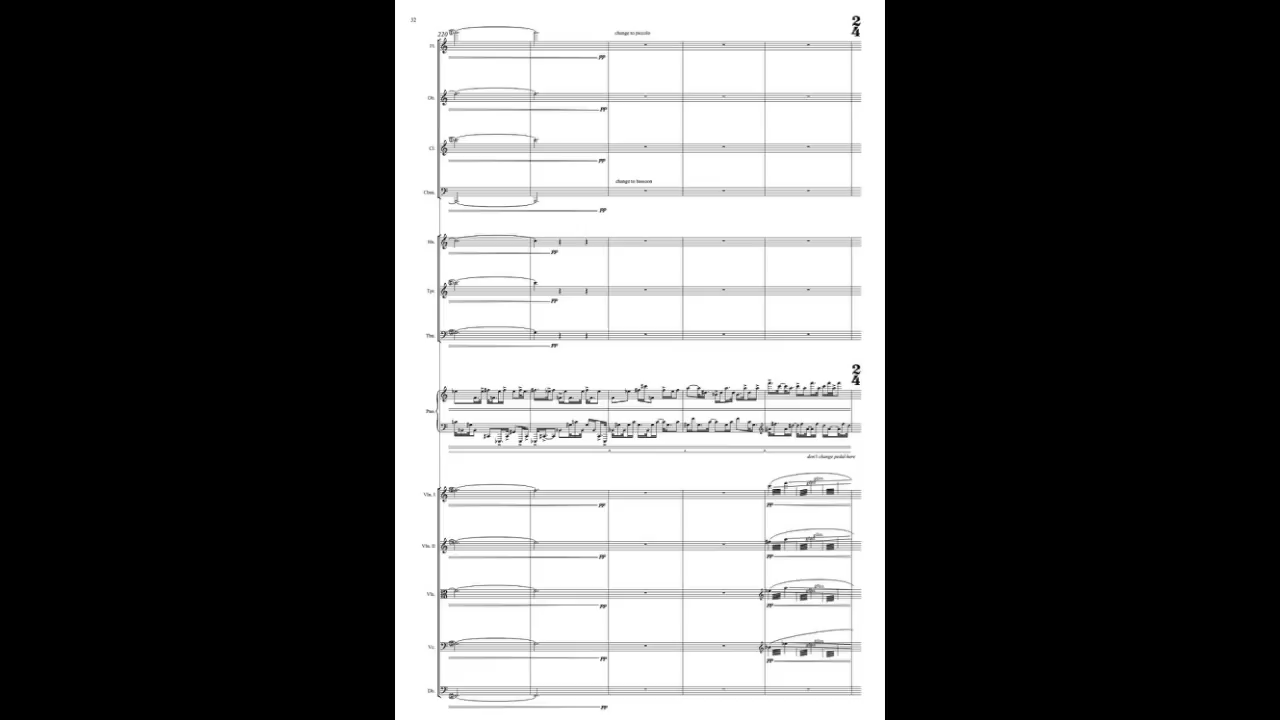 32
2
4
220
change to piccolo
Fl.
pp
Ob.
pp
Cl.
pp
change to bassoon
Cbsn.
pp
Hn.
pp
Tpt.
pp
Tbn.
pp
2
4
Pno.
don't change pedal here
Vln. I
pp
pp
Vln. II
pp
pp
Vla.
pp
pp
Vc.
pp
pp
Db.
pp